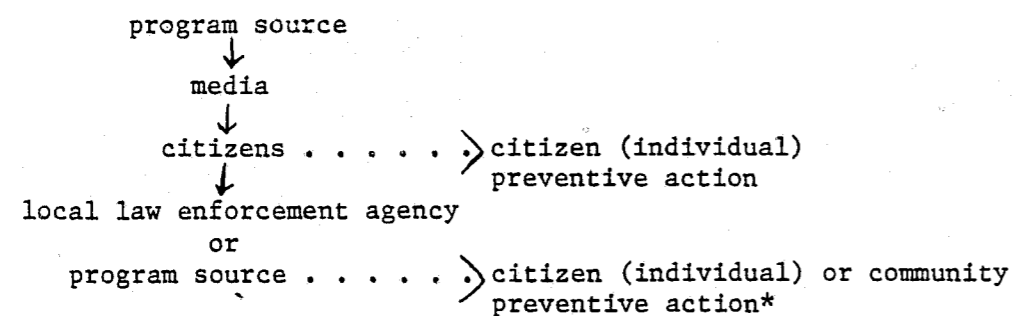 program source
↓
media
↓
citizens . . . . . .> citizen (individual)
preventive action
↓
local law enforcement agency
or
program source . . . . . .> citizen (individual) or community
preventive action*